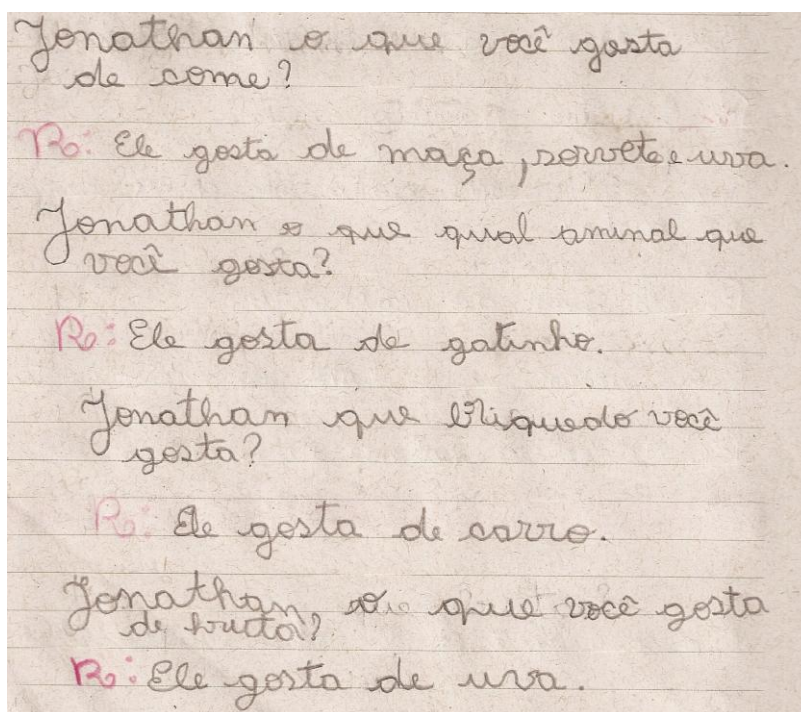 Jonathan o que você gosta
de come?
R: Ele gosta de maça, sorvete e uva.
Jonathan o que qual aminal que
você gosta?
R: Ele gosta de gatinho.
Jonathan que briquedo você
gosta?
R: Ele gosta de carro.
Jonathan o que você gosta
de fructa?
R: Ele gosta de uva.